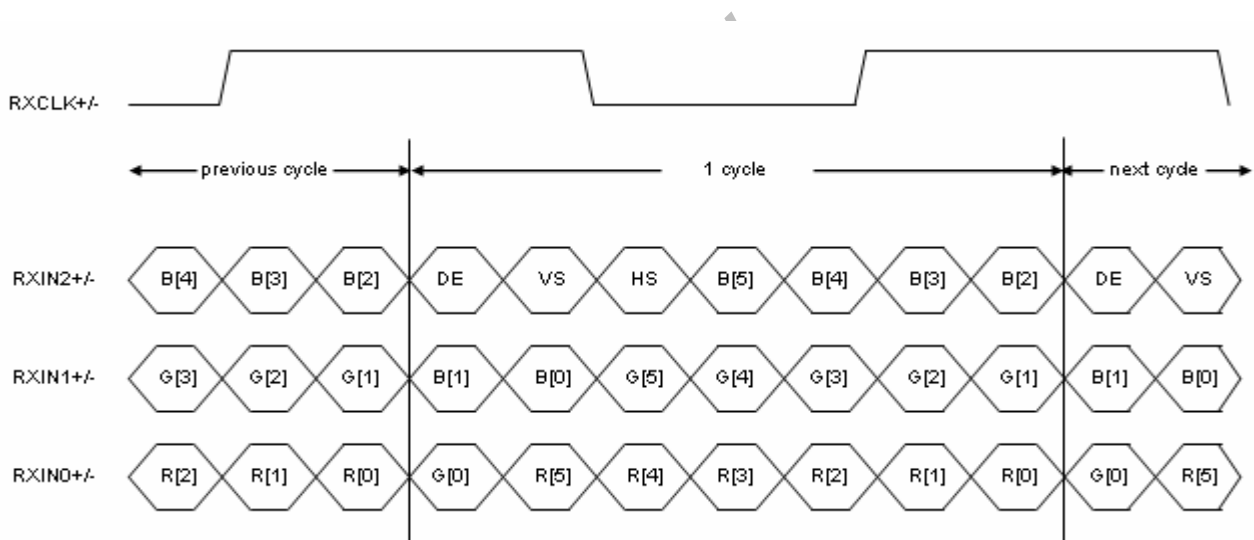 RXCLK+/-
previous cycle 1 cycle next cycle
RXIN2+/- B[4] B[3] B[2] DE VS HS B[5] B[4] B[3] B[2] DE VS
RXIN1+/- G[3] G[2] G[1] B[1] B[0] G[5] G[4] G[3] G[2] G[1] B[1] B[0]
RXIN0+/- R[2] R[1] R[0] G[0] R[5] R[4] R[3] R[2] R[1] R[0] G[0] R[5]